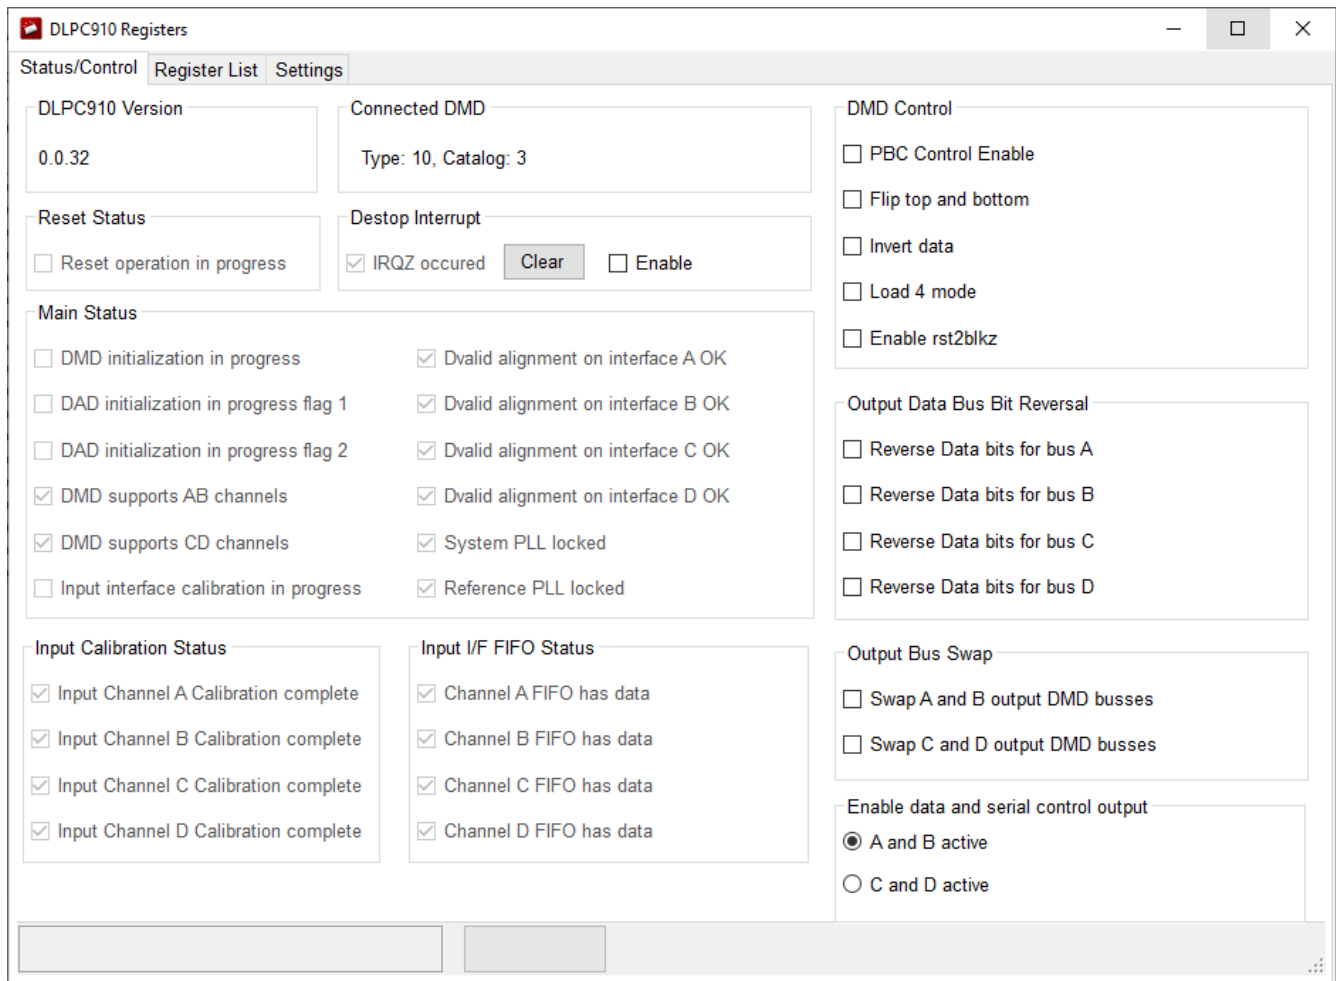 DLPC910 Registers
Status/Control Register List Settings
DLPC910 Version
0.0.32
Connected DMD
Type: 10, Catalog: 3
Reset Status
Reset operation in progress
Destop Interrupt
IRQZ occured Clear Enable
Main Status
DMD initialization in progress
DAD initialization in progress flag 1
DAD initialization in progress flag 2
DMD supports AB channels
DMD supports CD channels
Input interface calibration in progress
Dvalid alignment on interface A OK
Dvalid alignment on interface B OK
Dvalid alignment on interface C OK
Dvalid alignment on interface D OK
System PLL locked
Reference PLL locked
Input Calibration Status
Input Channel A Calibration complete
Input Channel B Calibration complete
Input Channel C Calibration complete
Input Channel D Calibration complete
Input I/F FIFO Status
Channel A FIFO has data
Channel B FIFO has data
Channel C FIFO has data
Channel D FIFO has data
DMD Control
PBC Control Enable
Flip top and bottom
Invert data
Load 4 mode
Enable rst2blkz
Output Data Bus Bit Reversal
Reverse Data bits for bus A
Reverse Data bits for bus B
Reverse Data bits for bus C
Reverse Data bits for bus D
Output Bus Swap
Swap A and B output DMD busses
Swap C and D output DMD busses
Enable data and serial control output
A and B active
C and D active